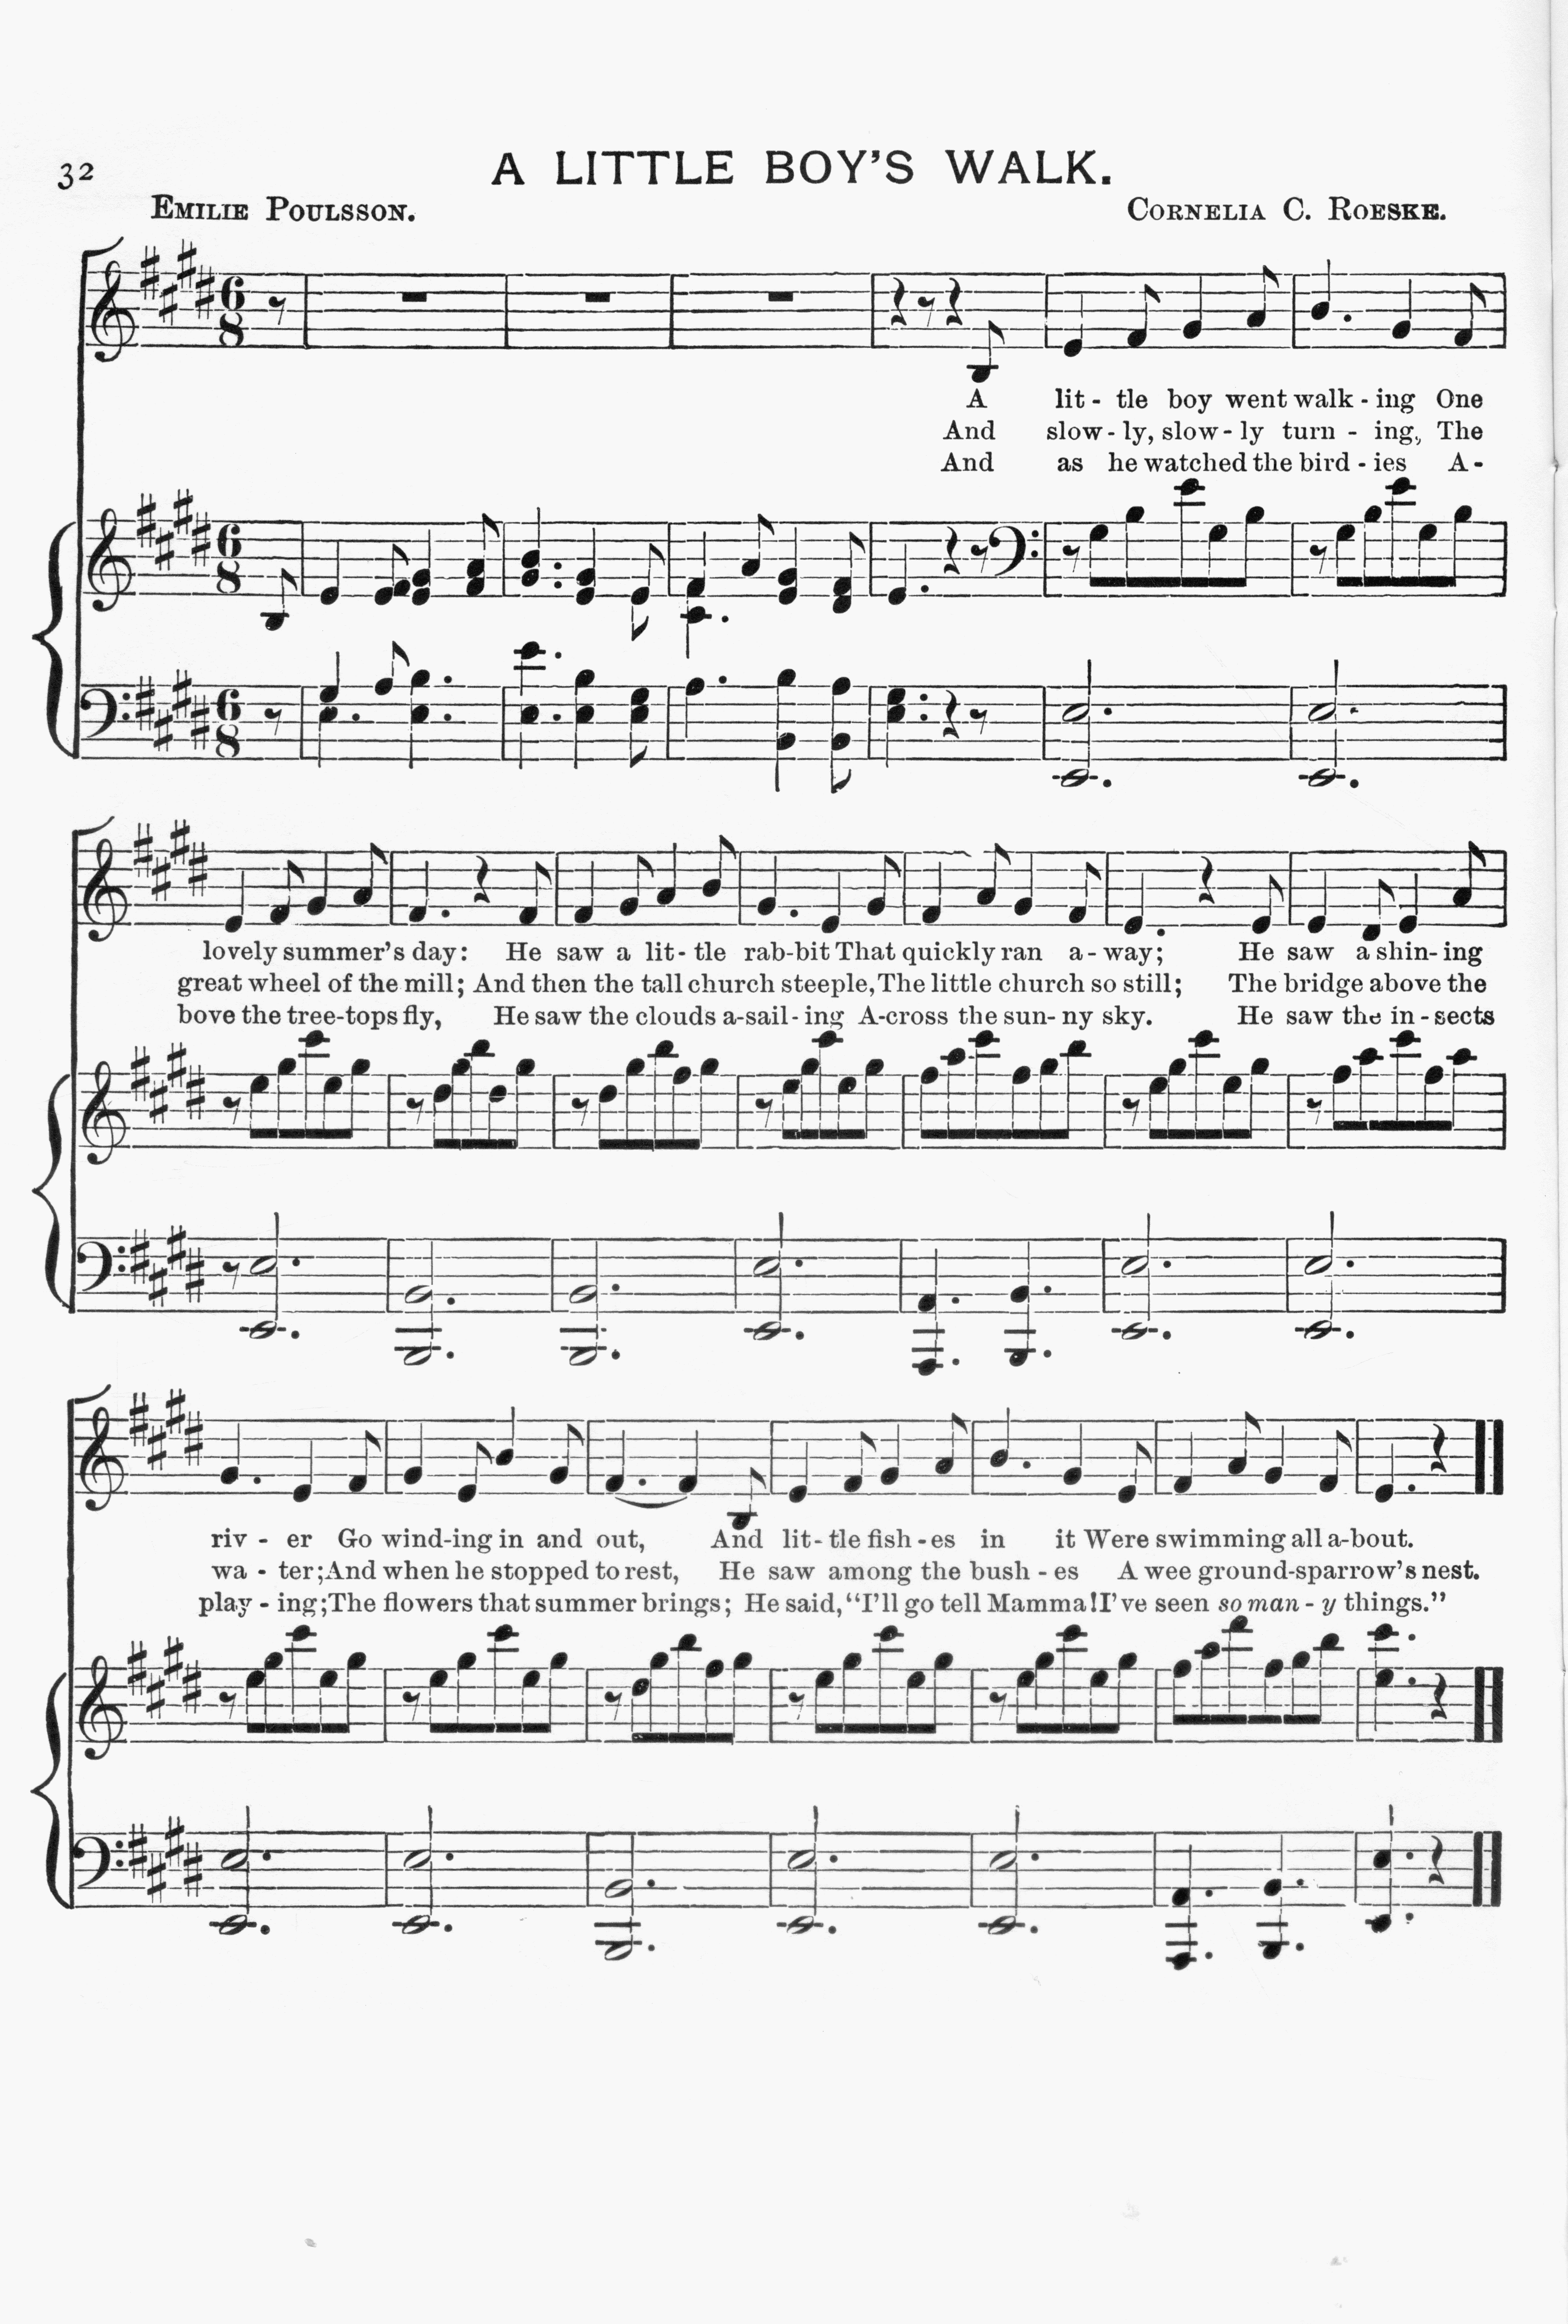 32
A LITTLE BOY'S WALK.
EMILIE POULSSON.
CORNELIA C. ROESKE.
6
8
A lit - tle boy went walk - ing One
And slow - ly, slow - ly turn - ing, The
And as he watched the bird - ies A -
6
8
6
8
lovely summer's day: He saw a lit - tle rab-bit That quickly ran a - way; He saw a shin - ing
great wheel of the mill; And then the tall church steeple, The little church so still; The bridge above the
bove the tree-tops fly, He saw the clouds a-sail - ing A-cross the sun - ny sky. He saw the in - sects
riv - er Go wind-ing in and out, And lit - tle fish - es in it Were swimming all a-bout.
wa - ter; And when he stopped to rest, He saw among the bush - es A wee ground-sparrow's nest.
play - ing; The flowers that summer brings; He said, "I'll go tell Mamma! I've seen so man - y things."